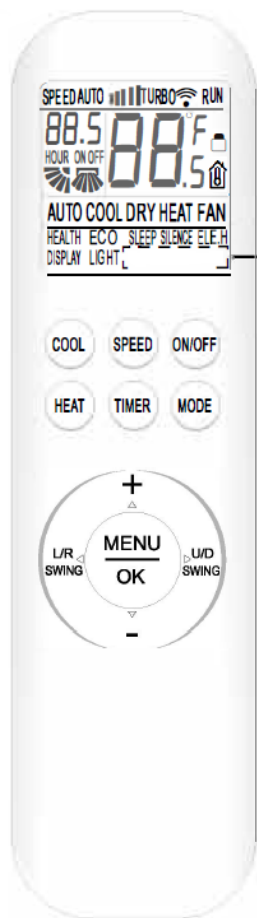 SPEED AUTO TURBO RUN
88.5 88 °F
HOUR ON OFF .5
AUTO COOL DRY HEAT FAN
HEALTH ECO SLEEP SILENCE ELE.H
DISPLAY LIGHT
COOL SPEED ON/OFF
HEAT TIMER MODE
+
L/R SWING MENU U/D SWING
OK
-